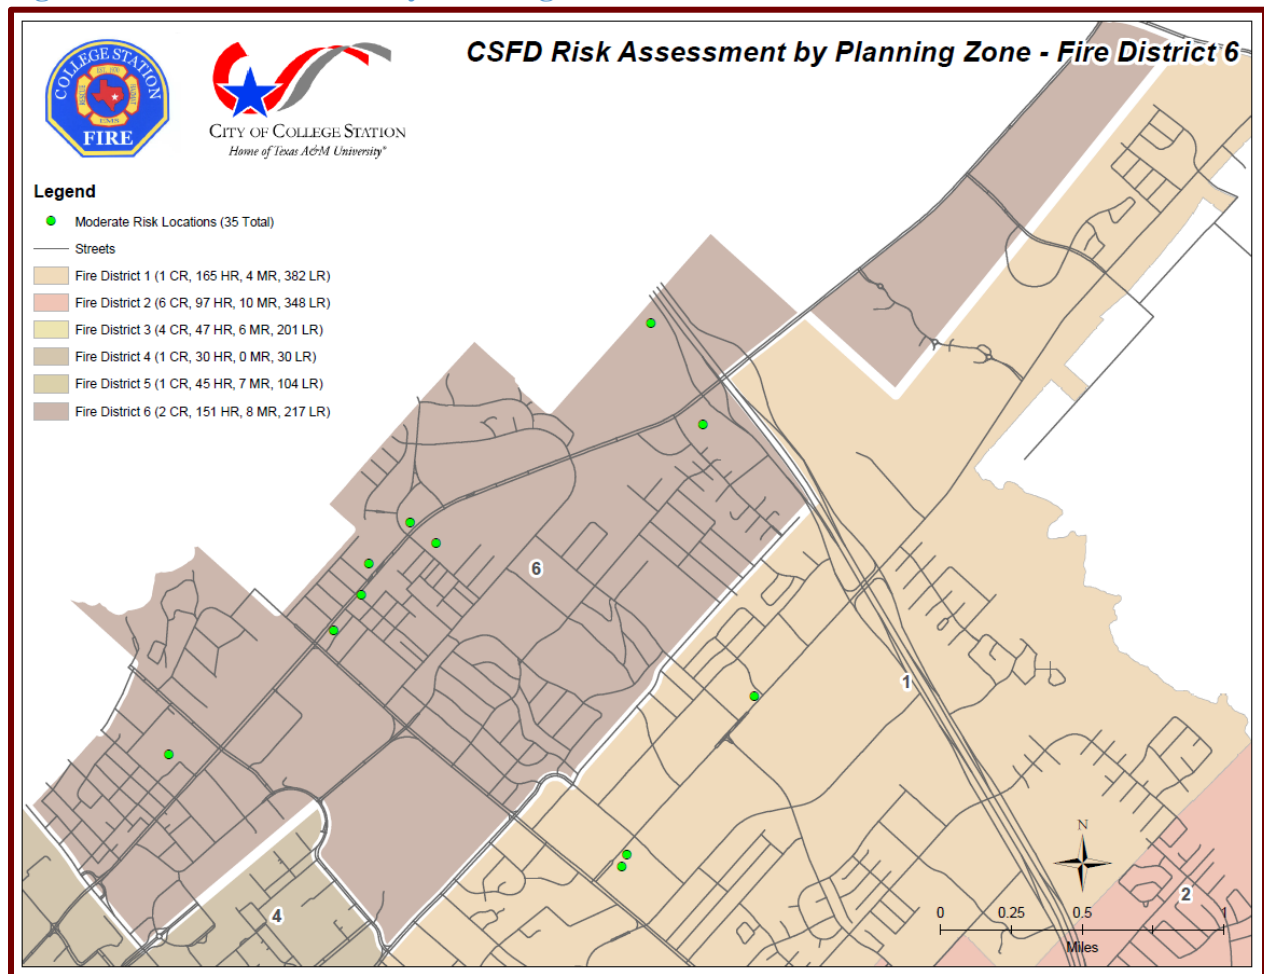 CSFD Risk Assessment by Planning Zone - Fire District 6
COLLEGE STATION
RESCUE
EMS
FIRE
CITY OF COLLEGE STATION
Home of Texas A&M University®
Legend
Moderate Risk Locations (35 Total)
Streets
Fire District 1 (1 CR, 165 HR, 4 MR, 382 LR)
Fire District 2 (6 CR, 97 HR, 10 MR, 348 LR)
Fire District 3 (4 CR, 47 HR, 6 MR, 201 LR)
Fire District 4 (1 CR, 30 HR, 0 MR, 30 LR)
Fire District 5 (1 CR, 45 HR, 7 MR, 104 LR)
Fire District 6 (2 CR, 151 HR, 8 MR, 217 LR)
6
1
4
2
N
0 0.25 0.5 1
Miles